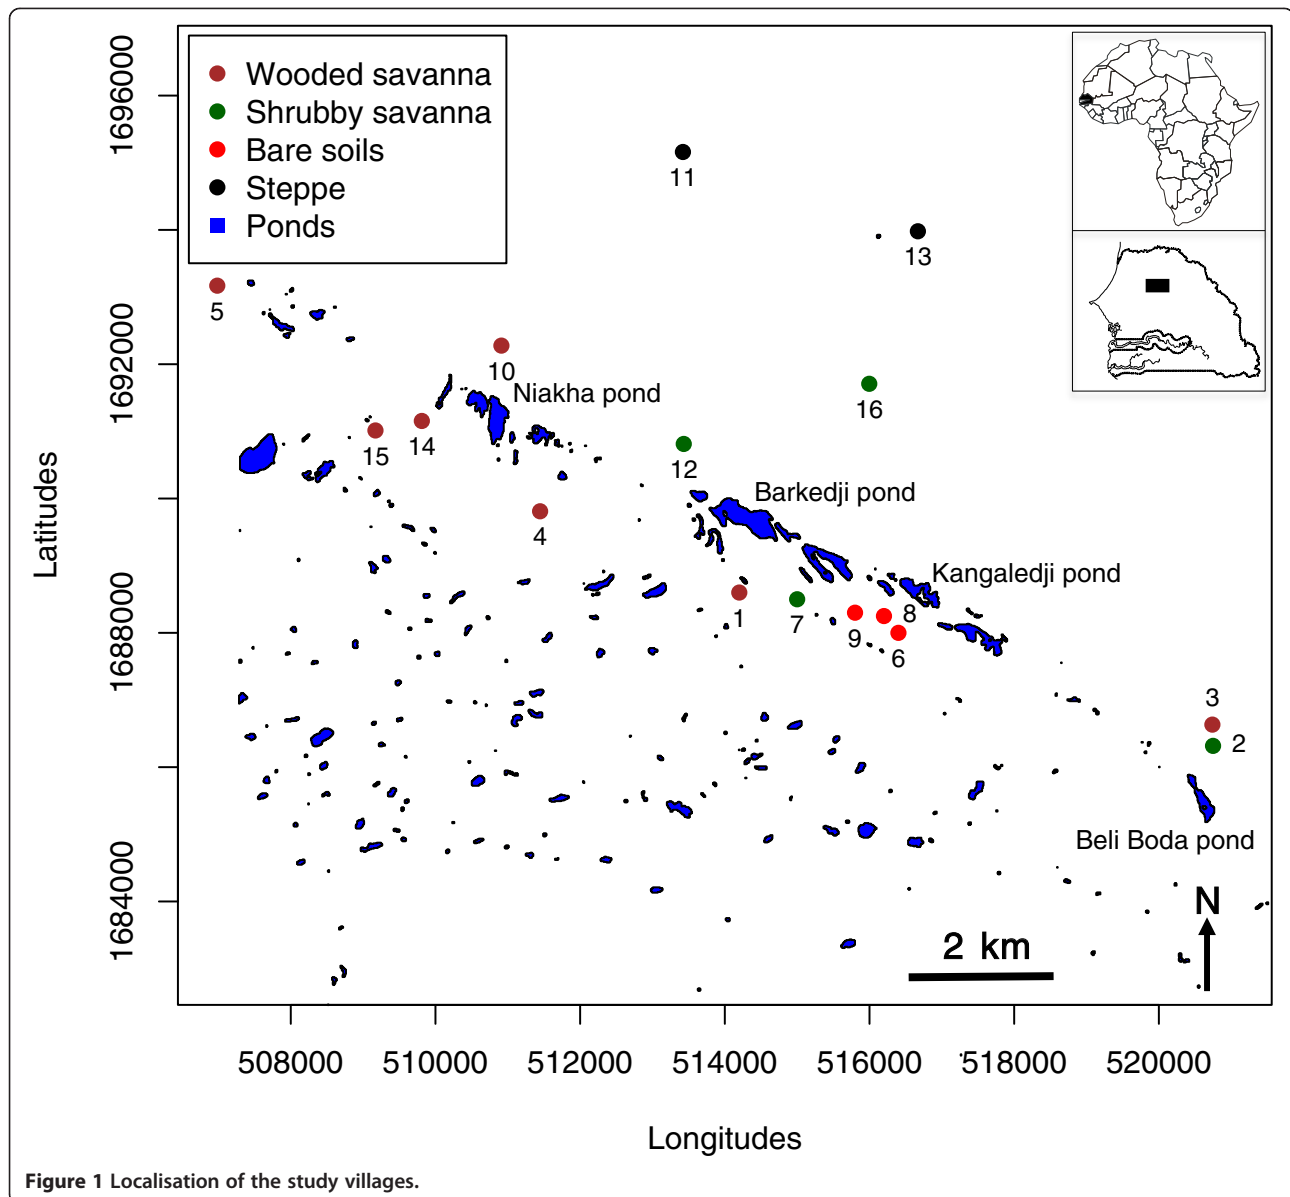 Wooded savanna
Shrubby savanna
Bare soils
Steppe
Ponds
1696000
1692000
1688000
1684000
Latitudes
11
13
5
10
Niakha pond
16
15
14
12
Barkedji pond
4
Kangaledji pond
1
7
9
8
6
3
2
Beli Boda pond
N
2 km
508000
510000
512000
514000
516000
518000
520000
Longitudes
Figure 1 Localisation of the study villages.